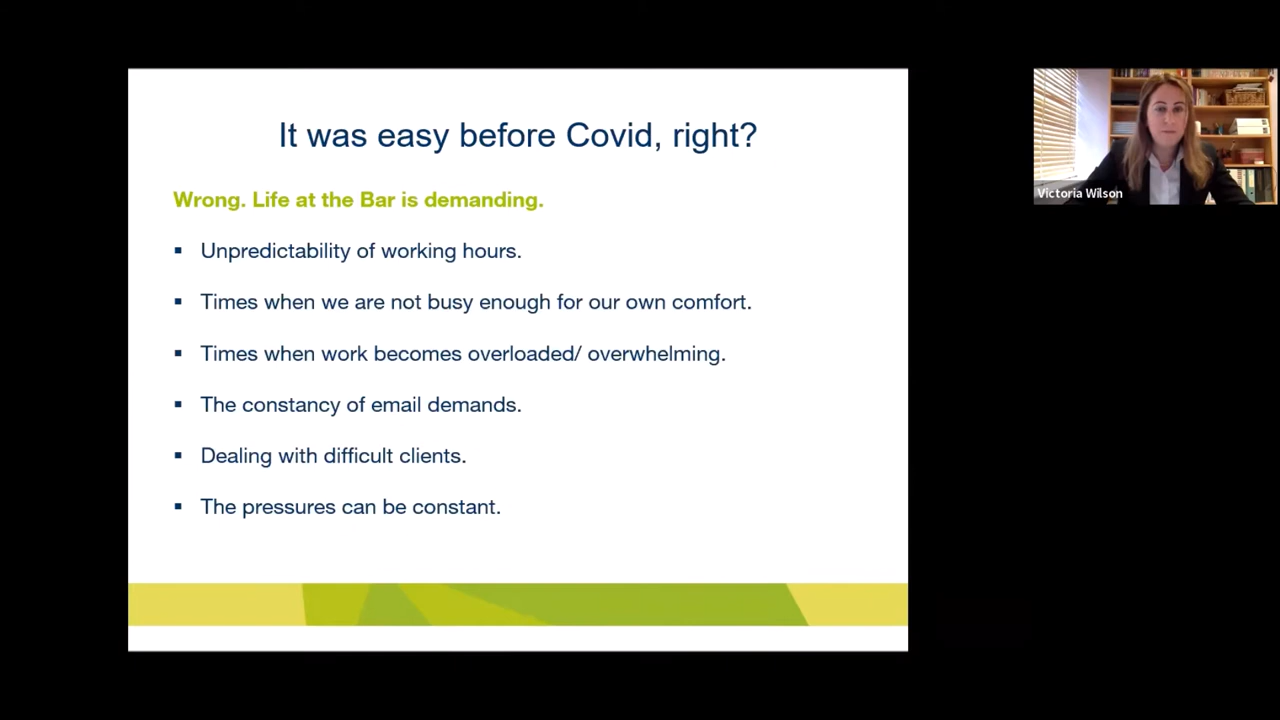 It was easy before Covid, right?
Wrong. Life at the Bar is demanding.
▪ Unpredictability of working hours.
▪ Times when we are not busy enough for our own comfort.
▪ Times when work becomes overloaded/ overwhelming.
▪ The constancy of email demands.
▪ Dealing with difficult clients.
▪ The pressures can be constant.
Victoria Wilson